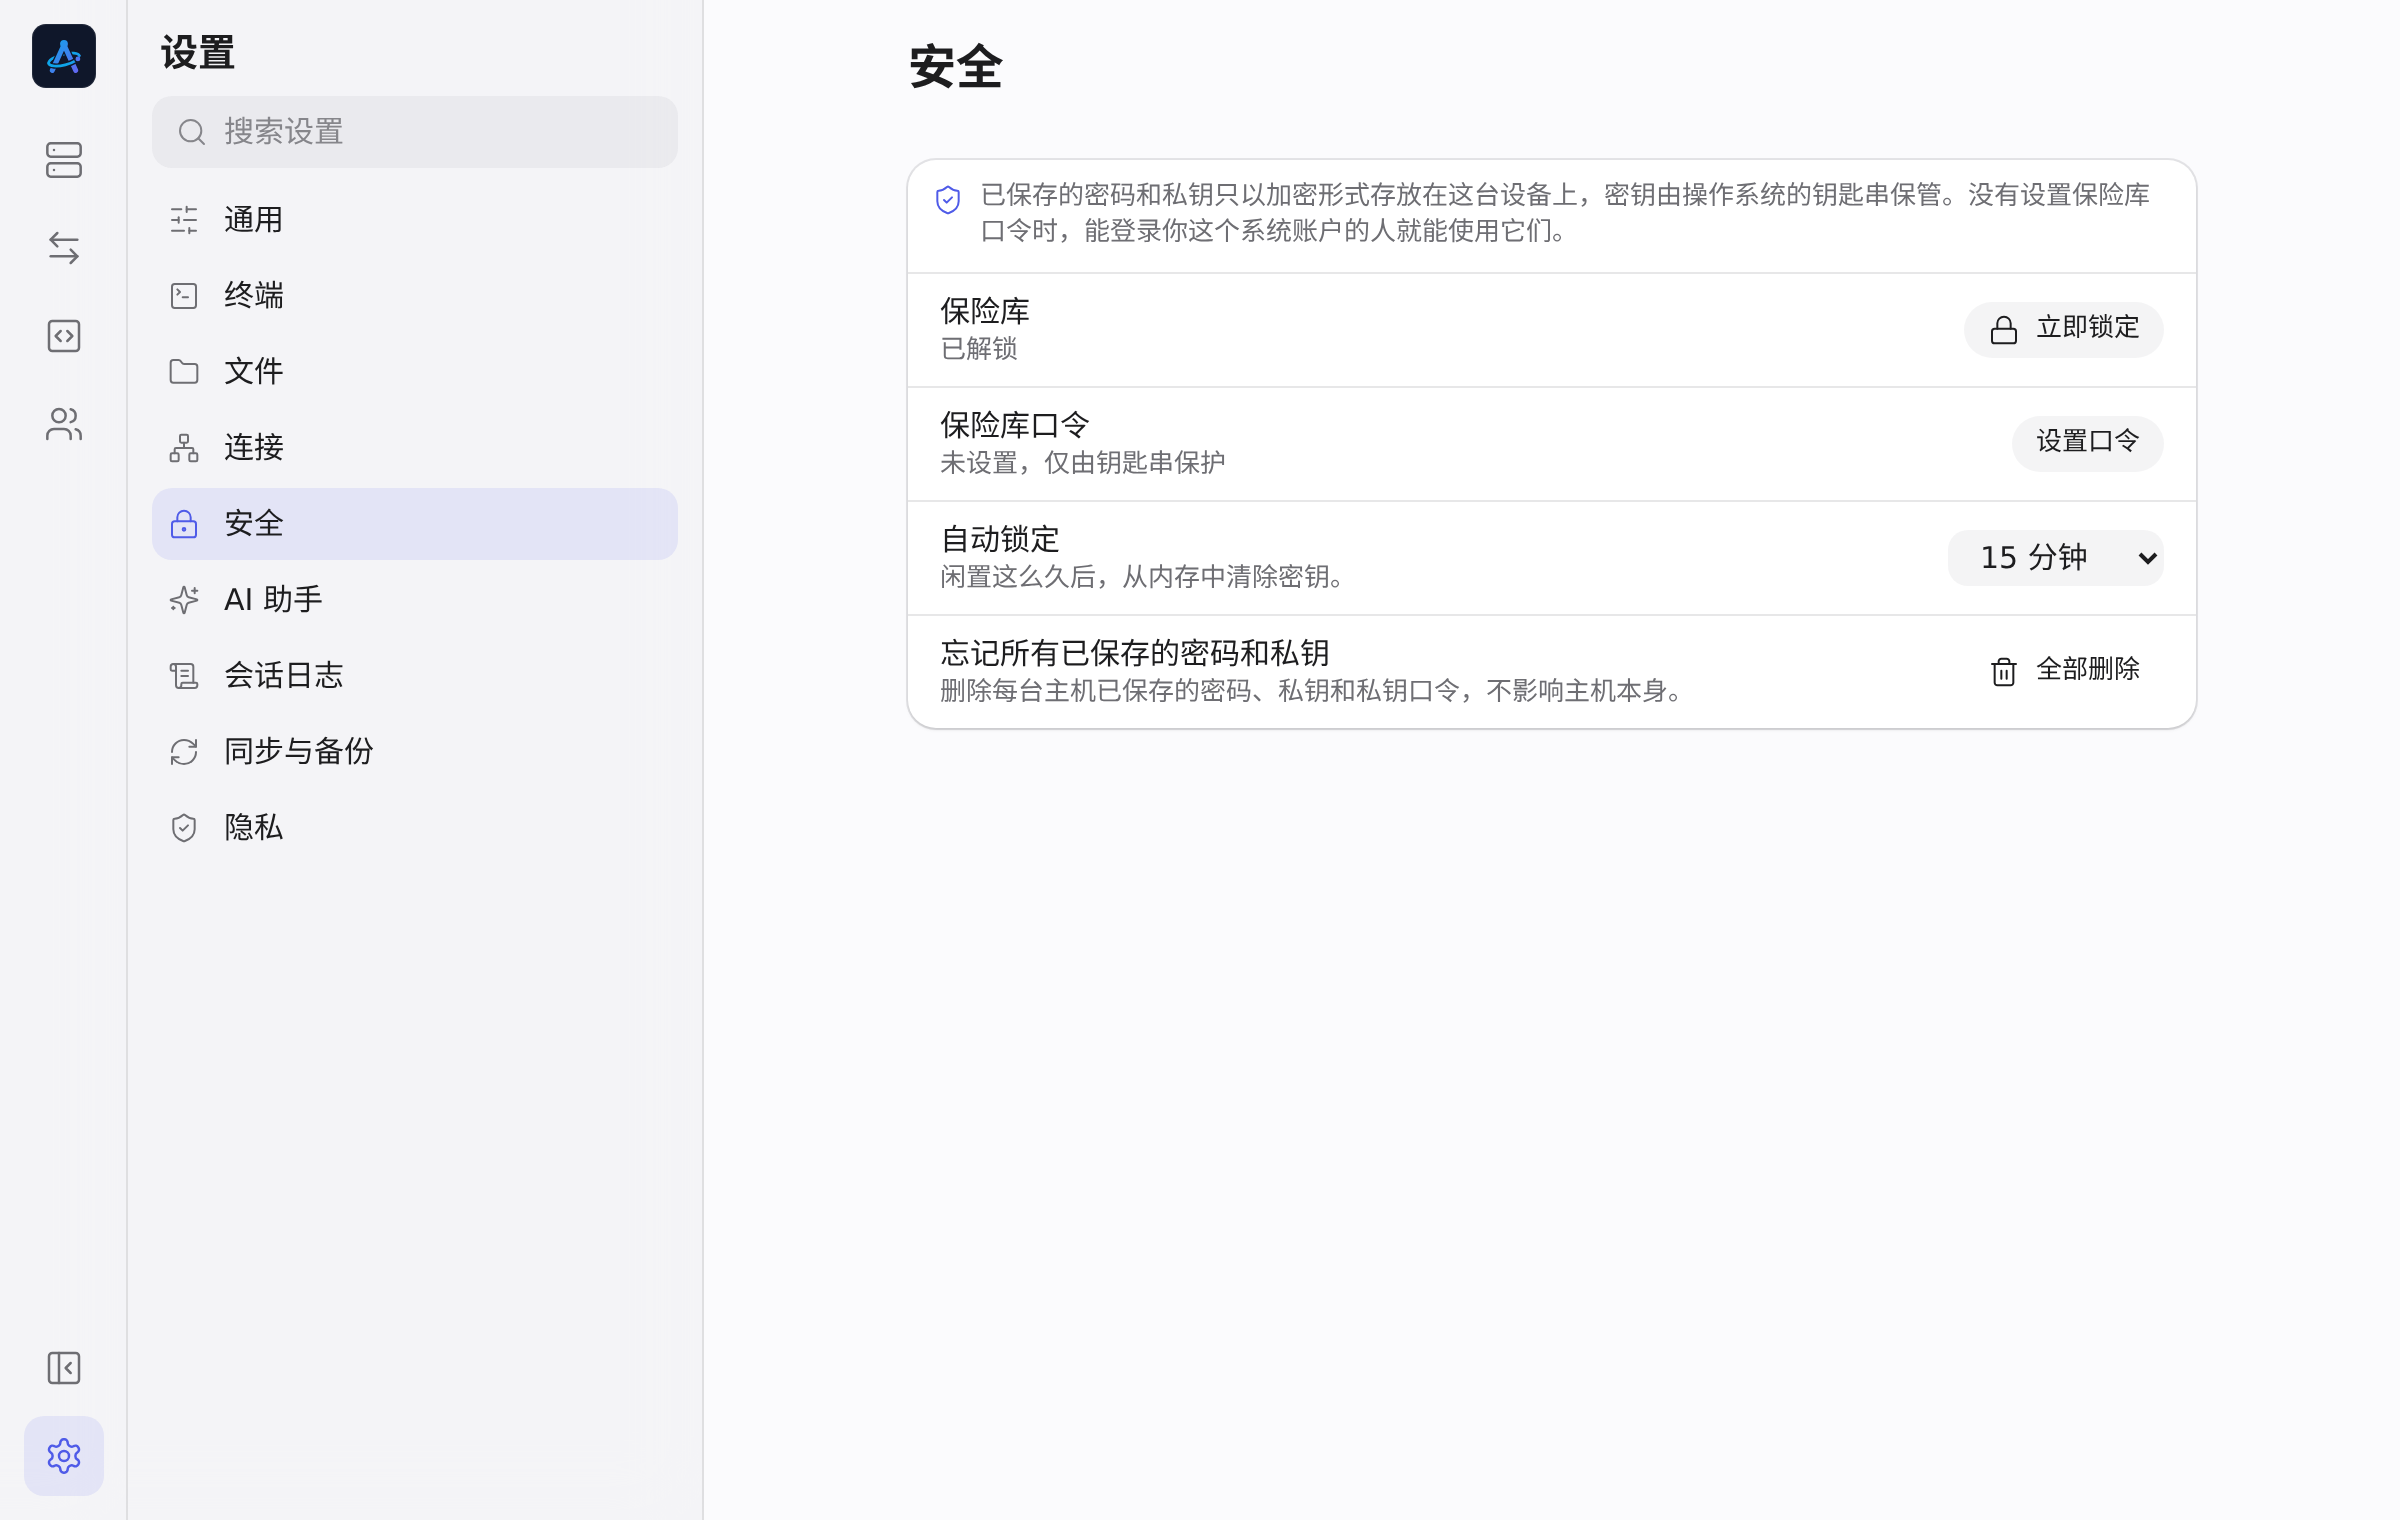 设置
搜索设置
通用
终端
文件
连接
安全
AI 助手
会话日志
同步与备份
隐私
安全
已保存的密码和私钥只以加密形式存放在这台设备上，密钥由操作系统的钥匙串保管。没有设置保险库
口令时，能登录你这个系统账户的人就能使用它们。
保险库
已解锁
立即锁定
保险库口令
未设置，仅由钥匙串保护
设置口令
自动锁定
闲置这么久后，从内存中清除密钥。
15 分钟
忘记所有已保存的密码和私钥
删除每台主机已保存的密码、私钥和私钥口令，不影响主机本身。
全部删除